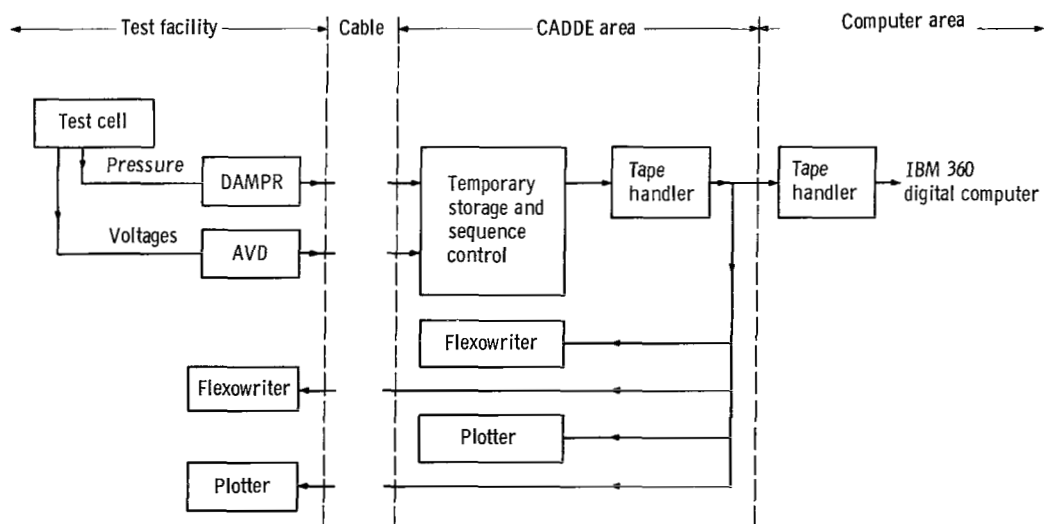 Test facility
Cable
CADDE area
Computer area
Test cell
Pressure
DAMPR
Voltages
AVD
Temporary
storage and
sequence
control
Tape
handler
Tape
handler
IBM 360
digital computer
Flexowriter
Flexowriter
Plotter
Plotter